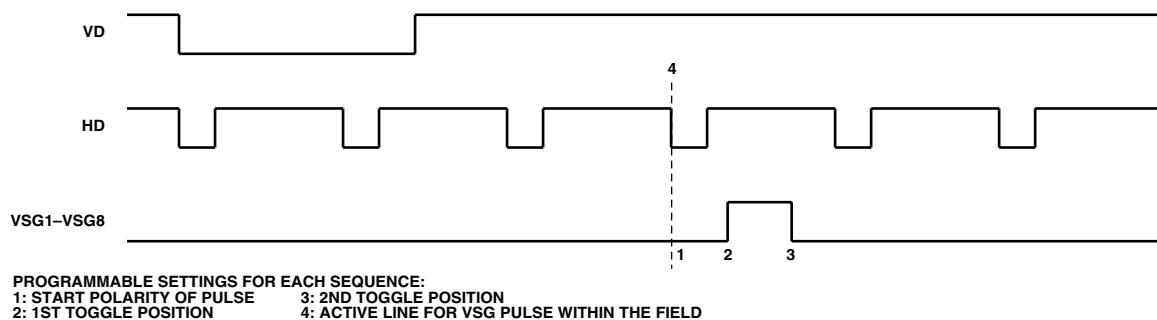 VD
4
HD
VSG1–VSG8
1 2 3
PROGRAMMABLE SETTINGS FOR EACH SEQUENCE:
1: START POLARITY OF PULSE 3: 2ND TOGGLE POSITION
2: 1ST TOGGLE POSITION 4: ACTIVE LINE FOR VSG PULSE WITHIN THE FIELD